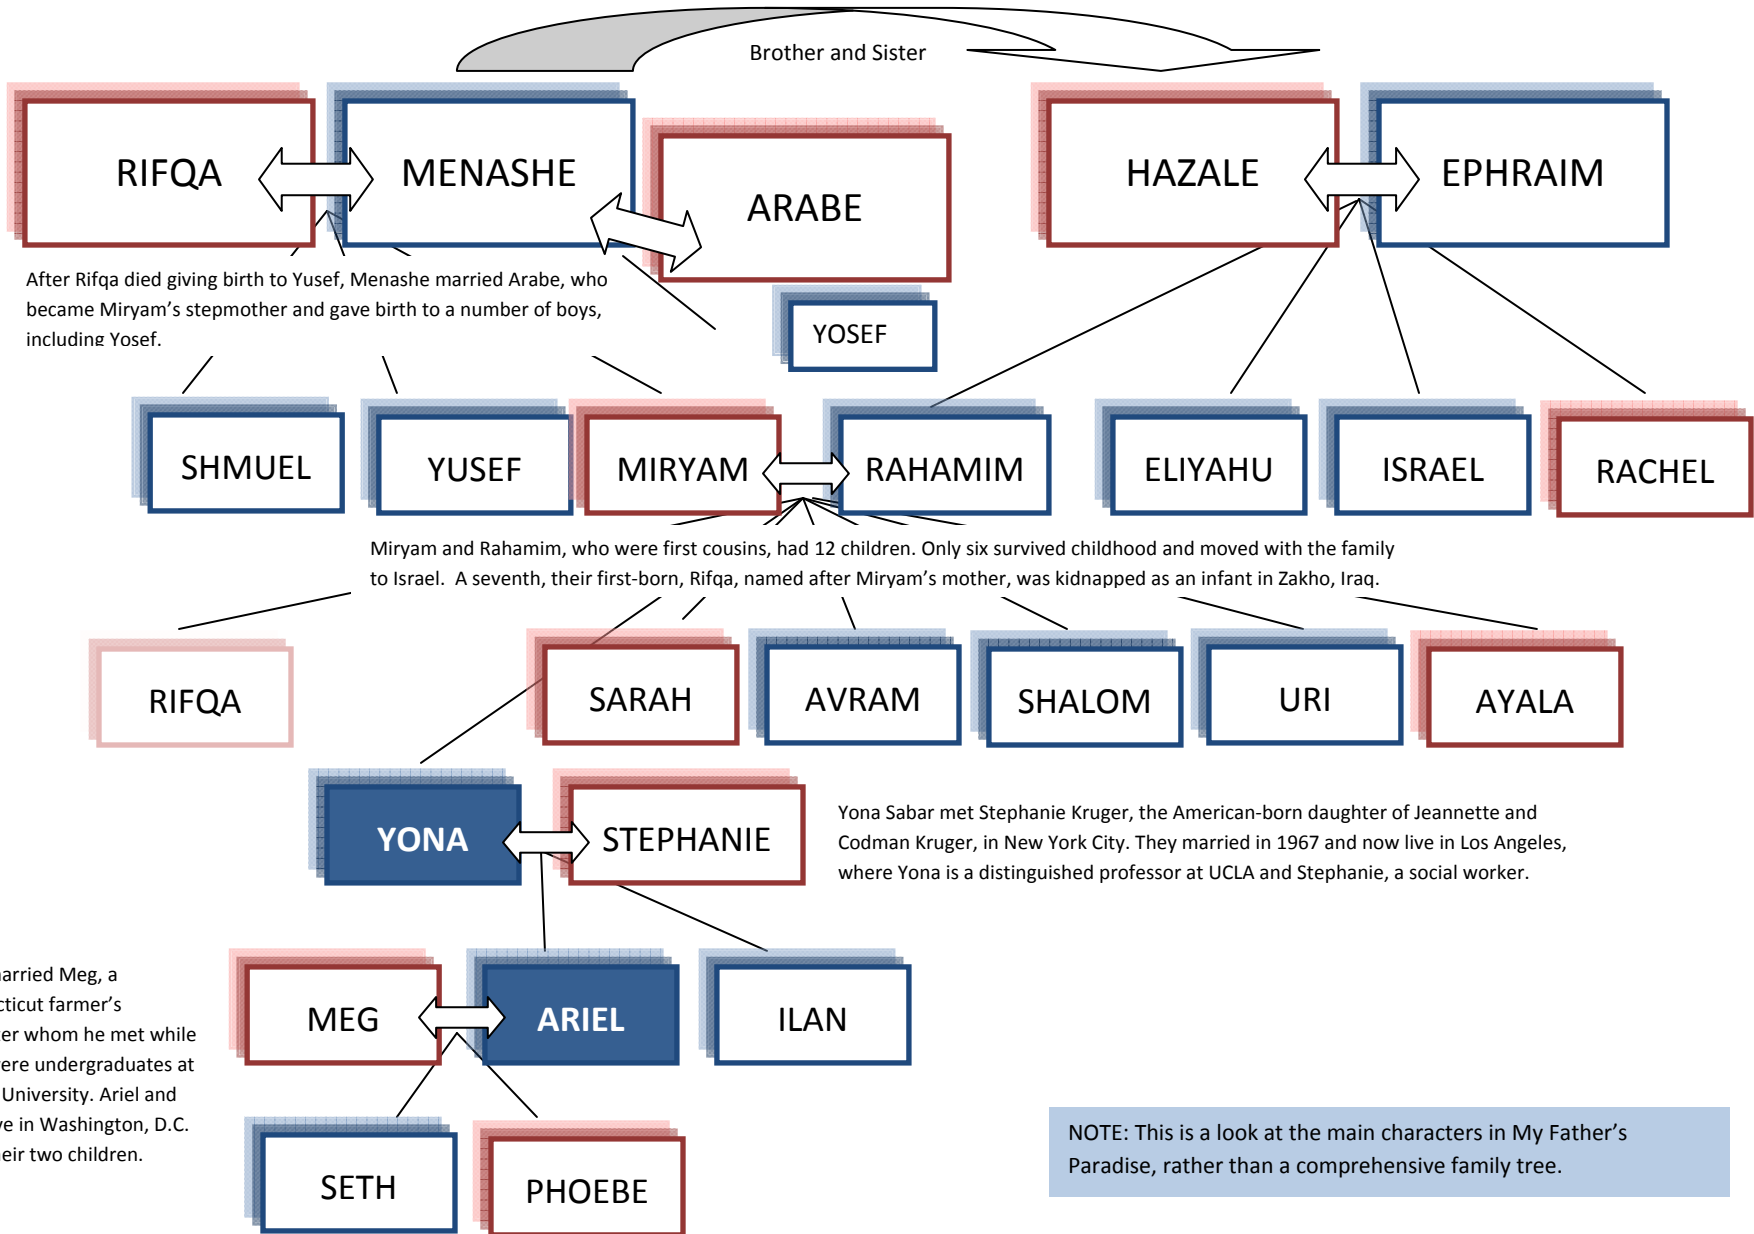 Brother and Sister
RIFQA
MENASHE
ARABE
HAZALE
EPHRAIM
After Rifqa died giving birth to Yusef, Menashe married Arabe, who
became Miryam’s stepmother and gave birth to a number of boys,
including Yosef.
YOSEF
SHMUEL
YUSEF
MIRYAM
RAHAMIM
ELIYAHU
ISRAEL
RACHEL
Miryam and Rahamim, who were first cousins, had 12 children. Only six survived childhood and moved with the family
to Israel.  A seventh, their first-born, Rifqa, named after Miryam’s mother, was kidnapped as an infant in Zakho, Iraq.
RIFQA
SARAH
AVRAM
SHALOM
URI
AYALA
YONA
STEPHANIE
Yona Sabar met Stephanie Kruger, the American-born daughter of Jeannette and
Codman Kruger, in New York City. They married in 1967 and now live in Los Angeles,
where Yona is a distinguished professor at UCLA and Stephanie, a social worker.
married Meg, a
cticut farmer’s
ter whom he met while
were undergraduates at
University. Ariel and
ve in Washington, D.C.
heir two children.
MEG
ARIEL
ILAN
SETH
PHOEBE
NOTE: This is a look at the main characters in My Father’s
Paradise, rather than a comprehensive family tree.